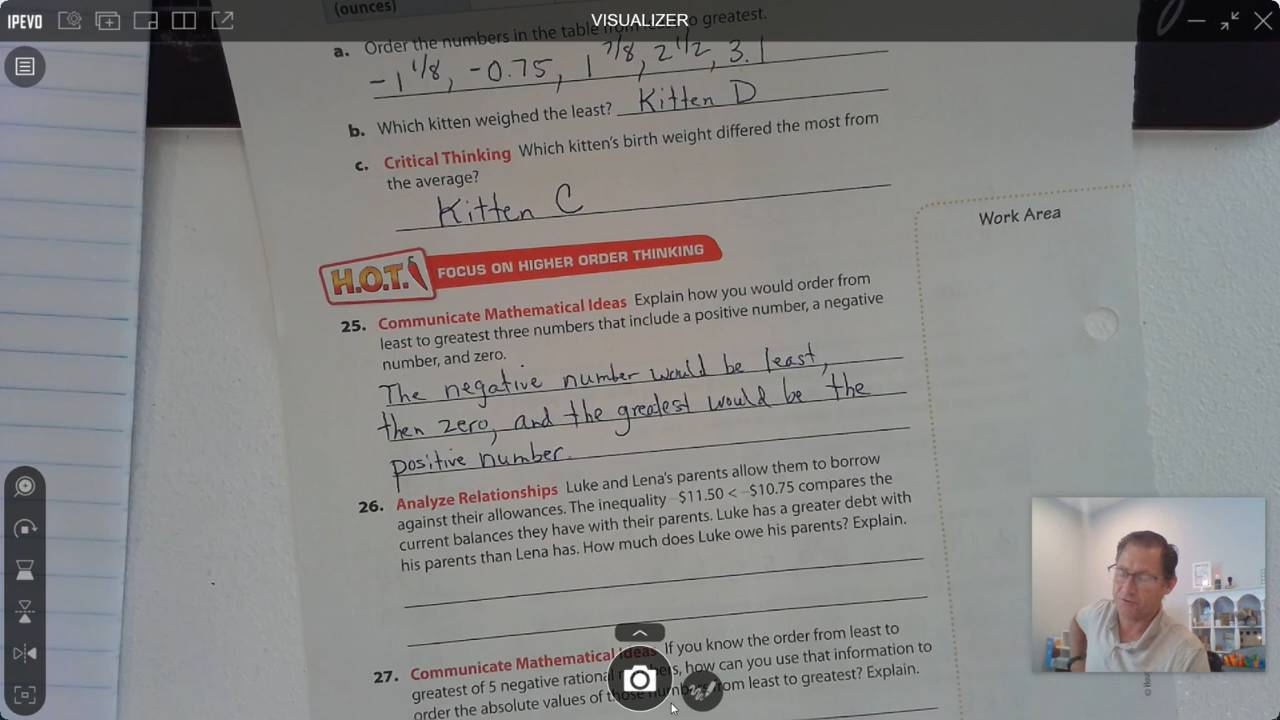 IPEVO
VISUALIZER
(ounces)
a. Order the numbers in the table from least to greatest.
-1 1/8, -0.75, 1 7/8, 2 1/2, 3.1
b. Which kitten weighed the least? Kitten D
c. Critical Thinking Which kitten's birth weight differed the most from
the average?
Kitten C
Work Area
H.O.T. FOCUS ON HIGHER ORDER THINKING
25. Communicate Mathematical Ideas Explain how you would order from
least to greatest three numbers that include a positive number, a negative
number, and zero.
The negative number would be least,
then zero, and the greatest would be the
positive number.
26. Analyze Relationships Luke and Lena's parents allow them to borrow
against their allowances. The inequality -$11.50 < -$10.75 compares the
current balances they have with their parents. Luke has a greater debt with
his parents than Lena has. How much does Luke owe his parents? Explain.
27. Communicate Mathematical Ideas If you know the order from least to
greatest of 5 negative rational numbers, how can you use that information to
order the absolute values of those numbers from least to greatest? Explain.